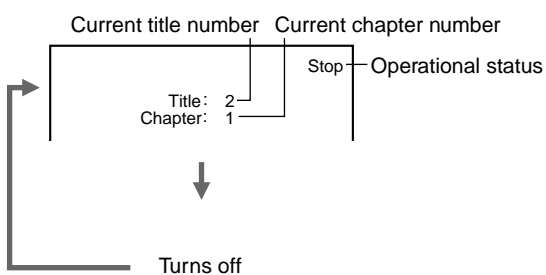 Current title number Current chapter number
Stop Operational status
Title: 2
Chapter: 1
Turns off